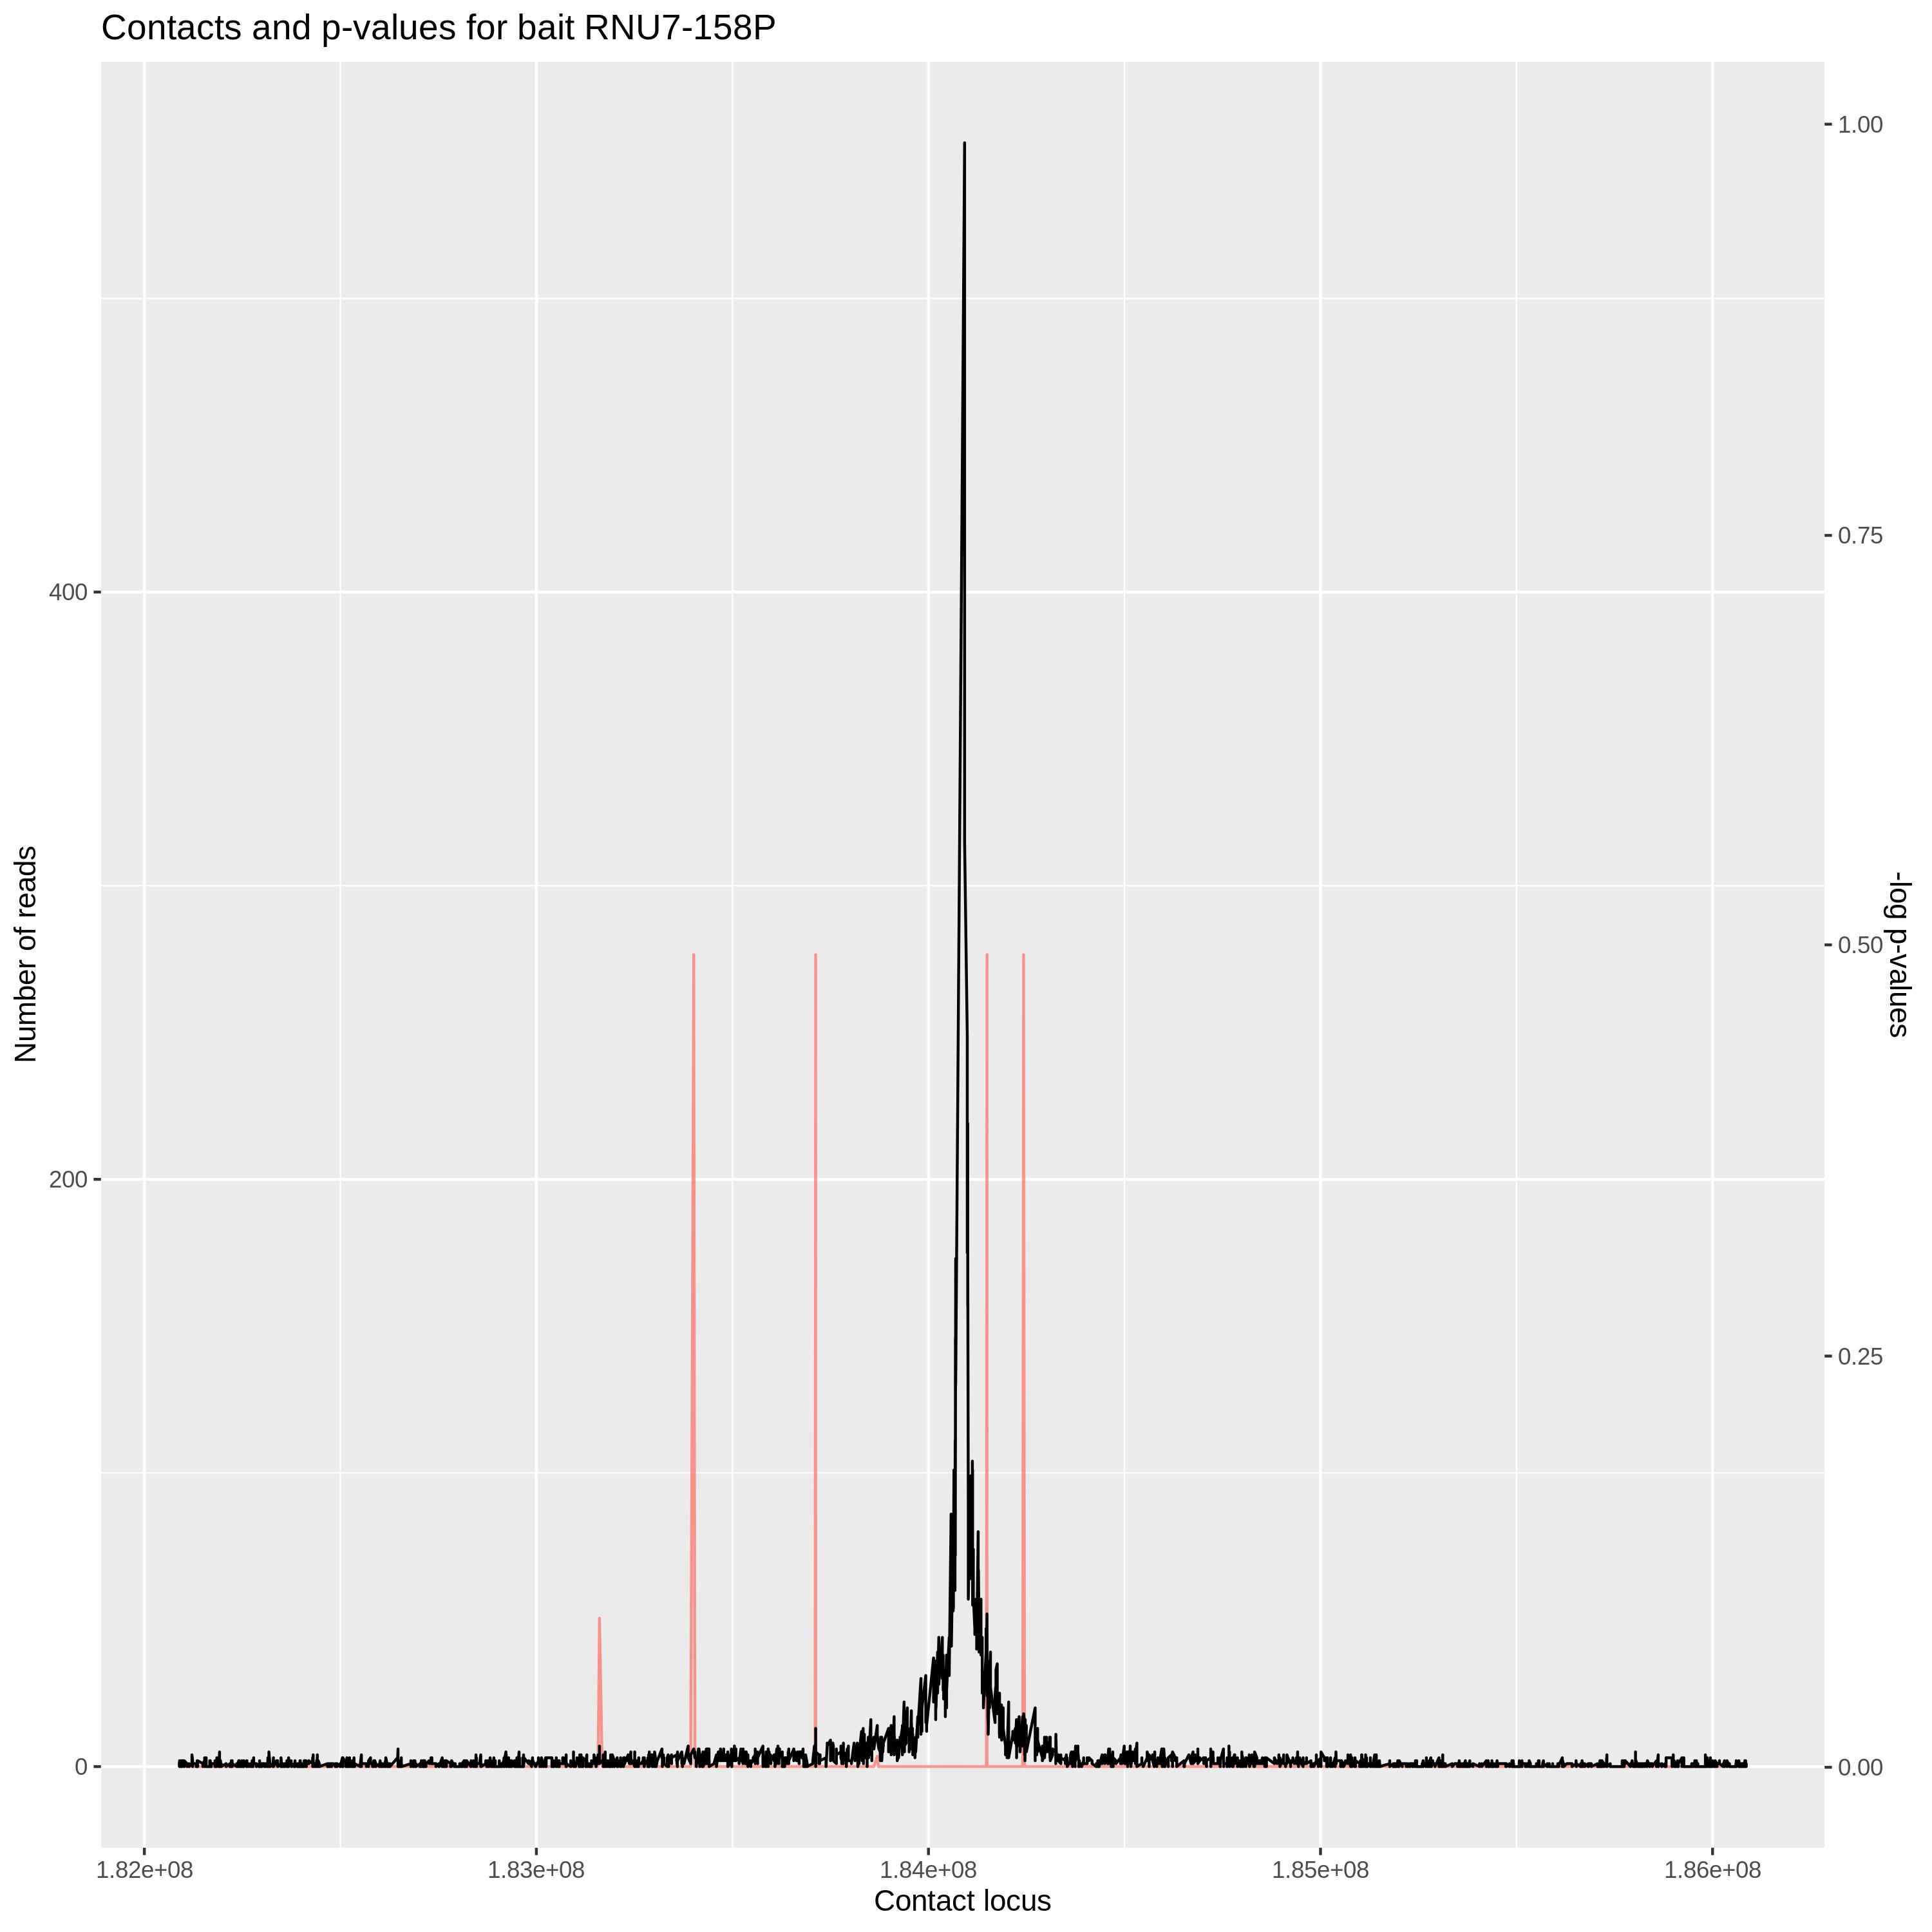 Contacts and p-values for bait RNU7-158P
Number of reads
400
200
0
1.00
0.75
0.50
0.25
0.00
-log p-values
1.82e+08
1.83e+08
1.84e+08
1.85e+08
1.86e+08
Contact locus